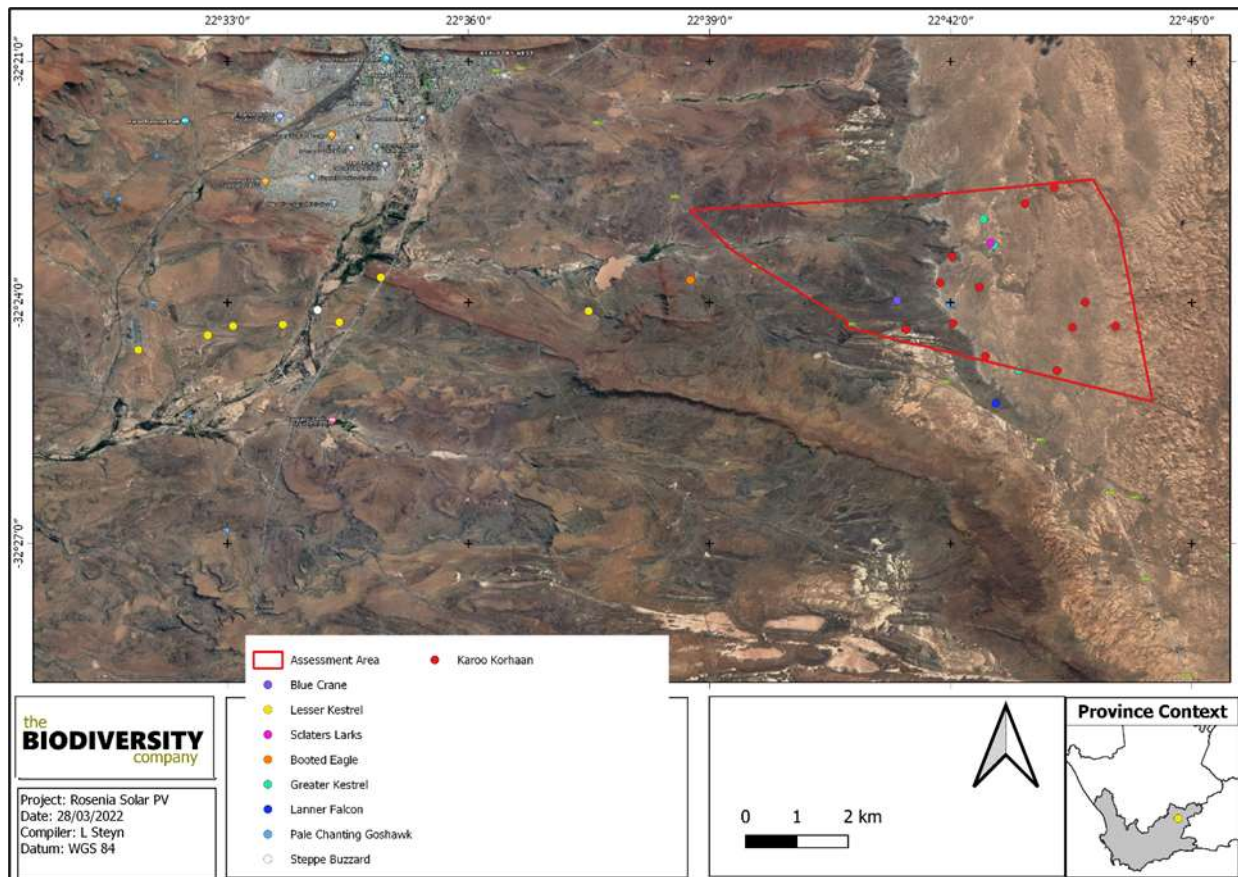 22°33'0" 22°36'0" 22°39'0" 22°42'0" 22°45'0"
-32°21'0"
-32°24'0"
-32°27'0"
Assessment Area
Karoo Korhaan
Blue Crane
Lesser Kestrel
Sclaters Larks
Booted Eagle
Greater Kestrel
Lanner Falcon
Pale Chanting Goshawk
Steppe Buzzard
the
BIODIVERSITY
company
Project: Rosenia Solar PV
Date: 28/03/2022
Compiler: L Steyn
Datum: WGS 84
0 1 2 km
Province Context